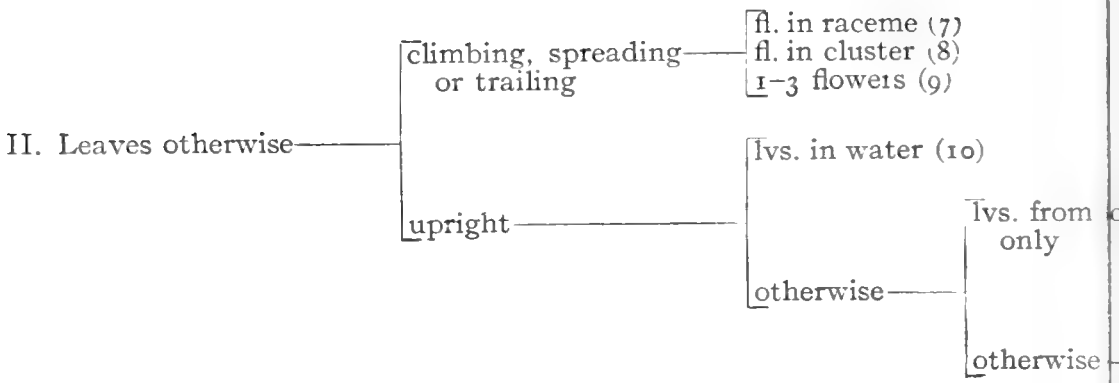 fl. in raceme (7)
climbing, spreading
or trailing
fl. in cluster (8)
1-3 flowers (9)
II. Leaves otherwise
lvs. in water (10)
upright
lvs. from
only
otherwise
otherwise